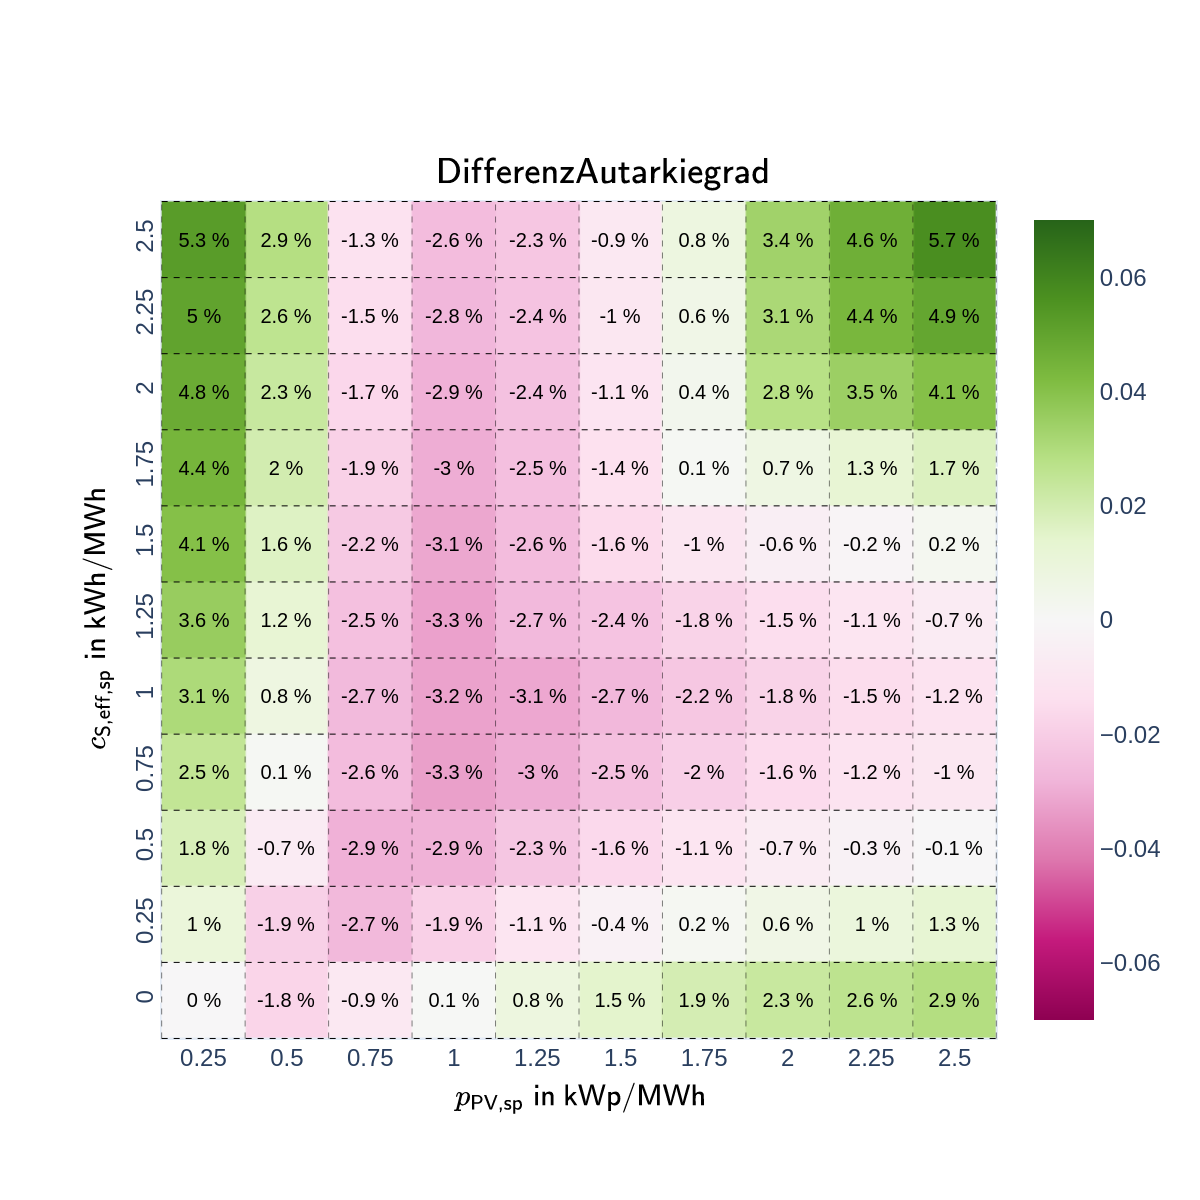 DifferenzAutarkiegrad
2.5 5.3 % 2.9 % -1.3 % -2.6 % -2.3 % -0.9 % 0.8 % 3.4 % 4.6 % 5.7 %
2.25 5 % 2.6 % -1.5 % -2.8 % -2.4 % -1 % 0.6 % 3.1 % 4.4 % 4.9 %
2 4.8 % 2.3 % -1.7 % -2.9 % -2.4 % -1.1 % 0.4 % 2.8 % 3.5 % 4.1 %
1.75 4.4 % 2 % -1.9 % -3 % -2.5 % -1.4 % 0.1 % 0.7 % 1.3 % 1.7 %
1.5 4.1 % 1.6 % -2.2 % -3.1 % -2.6 % -1.6 % -1 % -0.6 % -0.2 % 0.2 %
1.25 3.6 % 1.2 % -2.5 % -3.3 % -2.7 % -2.4 % -1.8 % -1.5 % -1.1 % -0.7 %
1 3.1 % 0.8 % -2.7 % -3.2 % -3.1 % -2.7 % -2.2 % -1.8 % -1.5 % -1.2 %
0.75 2.5 % 0.1 % -2.6 % -3.3 % -3 % -2.5 % -2 % -1.6 % -1.2 % -1 %
0.5 1.8 % -0.7 % -2.9 % -2.9 % -2.3 % -1.6 % -1.1 % -0.7 % -0.3 % -0.1 %
0.25 1 % -1.9 % -2.7 % -1.9 % -1.1 % -0.4 % 0.2 % 0.6 % 1 % 1.3 %
0 0 % -1.8 % -0.9 % 0.1 % 0.8 % 1.5 % 1.9 % 2.3 % 2.6 % 2.9 %
0.25 0.5 0.75 1 1.25 1.5 1.75 2 2.25 2.5
p_PV,sp in kWp/MWh
c_S,eff,sp in kWh/MWh
0.06
0.04
0.02
0
−0.02
−0.04
−0.06